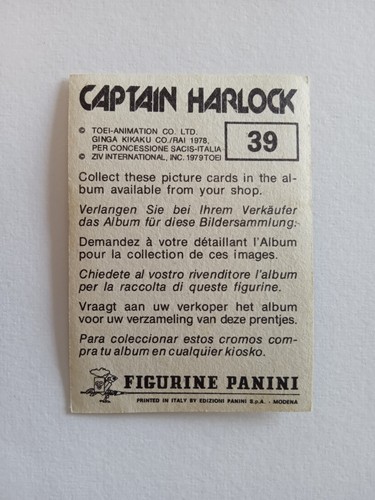 CAPTAIN HARLOCK
© TOEI-ANIMATION CO. LTD.
GINGA KIKAKU CO./RAI 1978,
PER CONCESSIONE SACIS-ITALIA
© ZIV INTERNATIONAL, INC. 1979 TOEI
39
Collect these picture cards in the al-
bum available from your shop.
Verlangen Sie bei Ihrem Verkäufer
das Album für diese Bildersammlung:
Demandez à votre détaillant l'Album
pour la collection de ces images.
Chiedete al vostro rivenditore l'album
per la raccolta di queste figurine.
Vraagt aan uw verkoper het album
voor uw verzameling van deze prentjes.
Para coleccionar estos cromos com-
pra tu album en cualquier kiosko.
FIGURINE PANINI
PRINTED IN ITALY BY EDIZIONI PANINI S.p.A. - MODENA